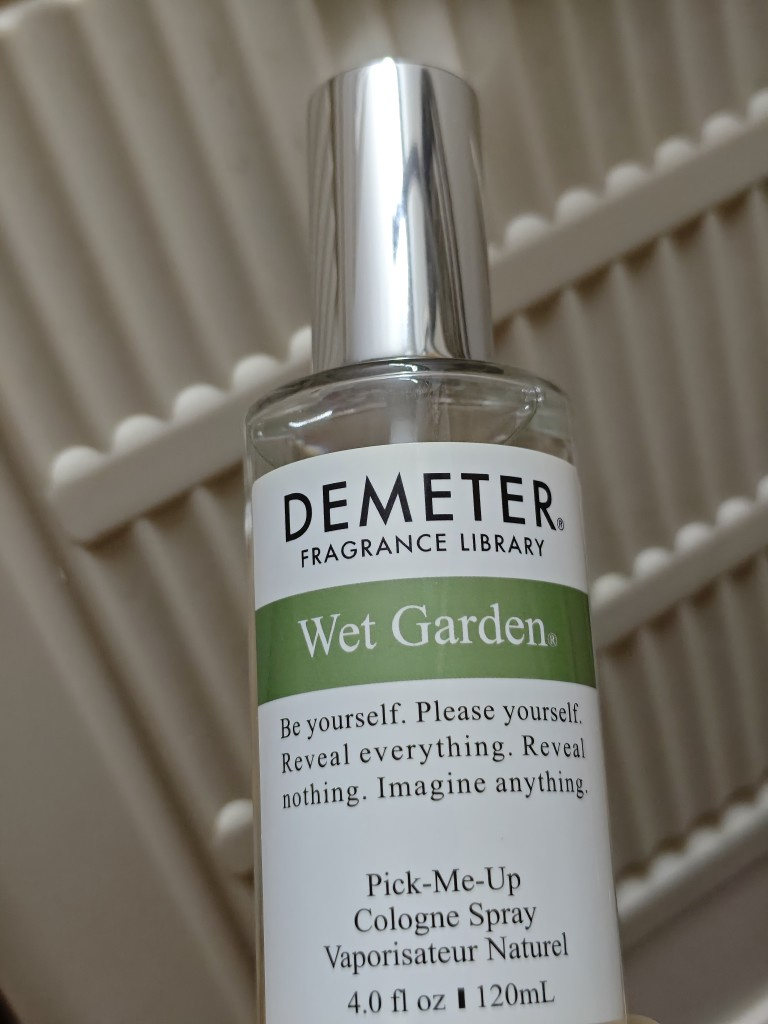 DEMETER®
FRAGRANCE LIBRARY
Wet Garden®
Be yourself. Please yourself.
Reveal everything. Reveal
nothing. Imagine anything.
Pick-Me-Up
Cologne Spray
Vaporisateur Naturel
4.0 fl oz ▮ 120mL